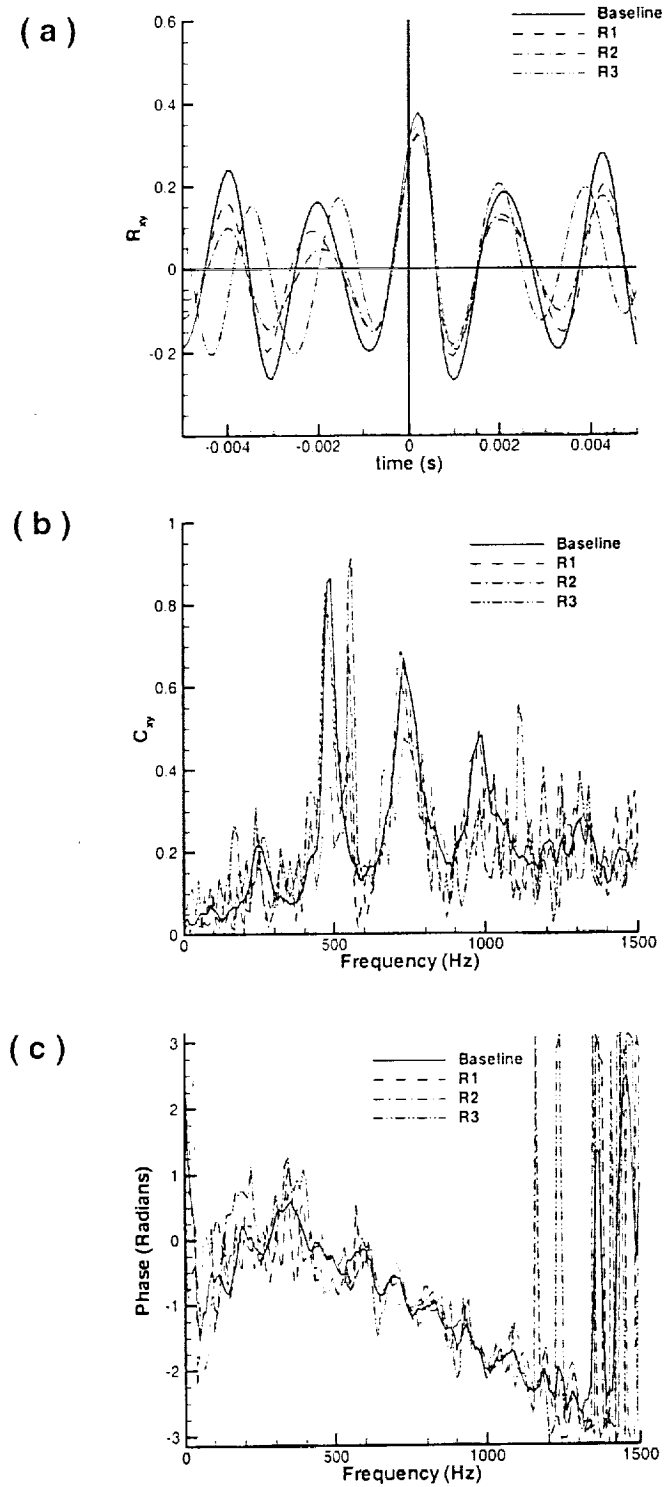 (a)
Baseline
R1
R2
R3
0.6
0.4
0.2
0
-0.2
R_xy
-0.004
-0.002
0
0.002
0.004
time (s)
(b)
Baseline
R1
R2
R3
1
0.8
0.6
0.4
0.2
0
C_xy
0
500
1000
1500
Frequency (Hz)
(c)
Baseline
R1
R2
R3
3
2
1
0
-1
-2
-3
Phase (Radians)
0
500
1000
1500
Frequency (Hz)